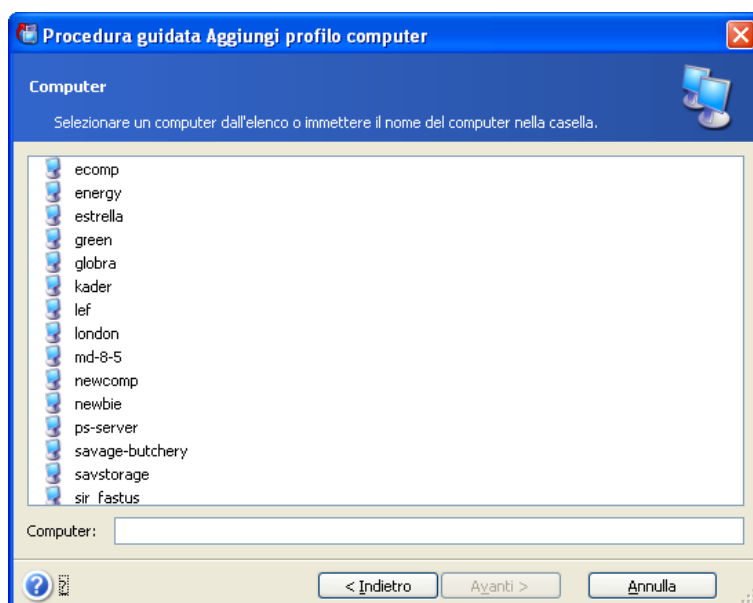 Procedura guidata Aggiungi profilo computer
Computer
Selezionare un computer dall'elenco o immettere il nome del computer nella casella.
ecomp
energy
estrella
green
globra
kader
lef
london
md-8-5
newcomp
newbie
ps-server
savage-butchery
savstorage
sir_fastus
Computer:
? ? < Indietro Avanti > Annulla